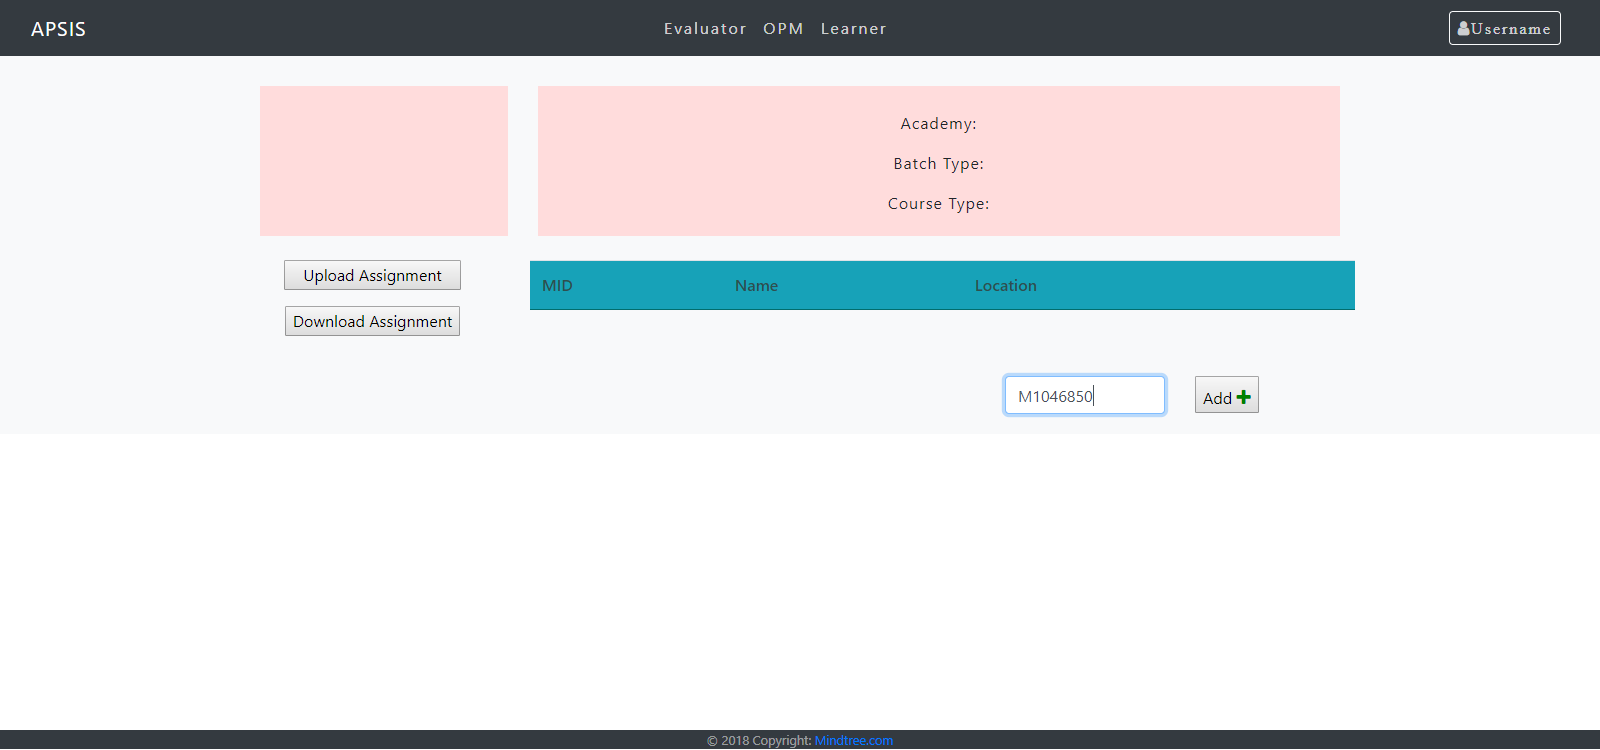 APSIS Evaluator OPM Learner Username
Academy:
Batch Type:
Course Type:
Upload Assignment
Download Assignment
MID Name Location
M1046850 Add
© 2018 Copyright: Mindtree.com